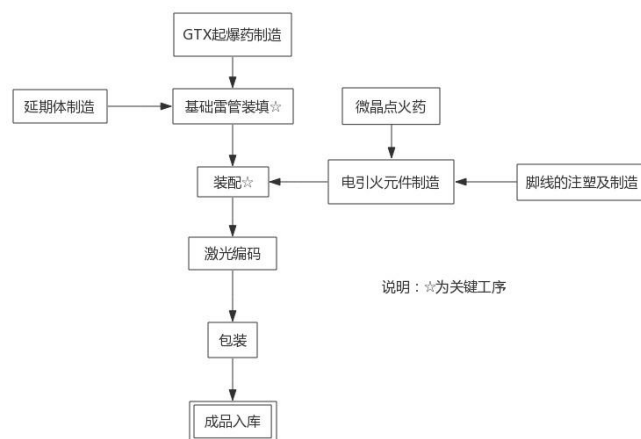 GTX起爆药制造
延期体制造
基础雷管装填☆
微晶点火药
装配☆
电引火元件制造
脚线的注塑及制造
激光编码
说明：☆为关键工序
包装
成品入库